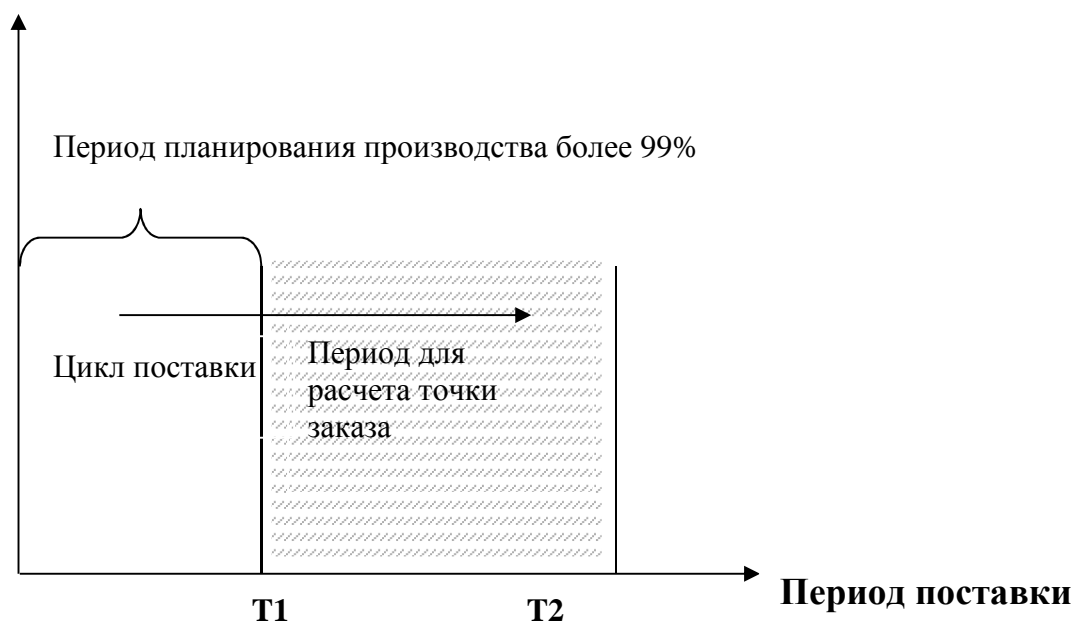 Период планирования производства более 99%
Цикл поставки
Период для
расчета точки
заказа
T1
T2
Период поставки